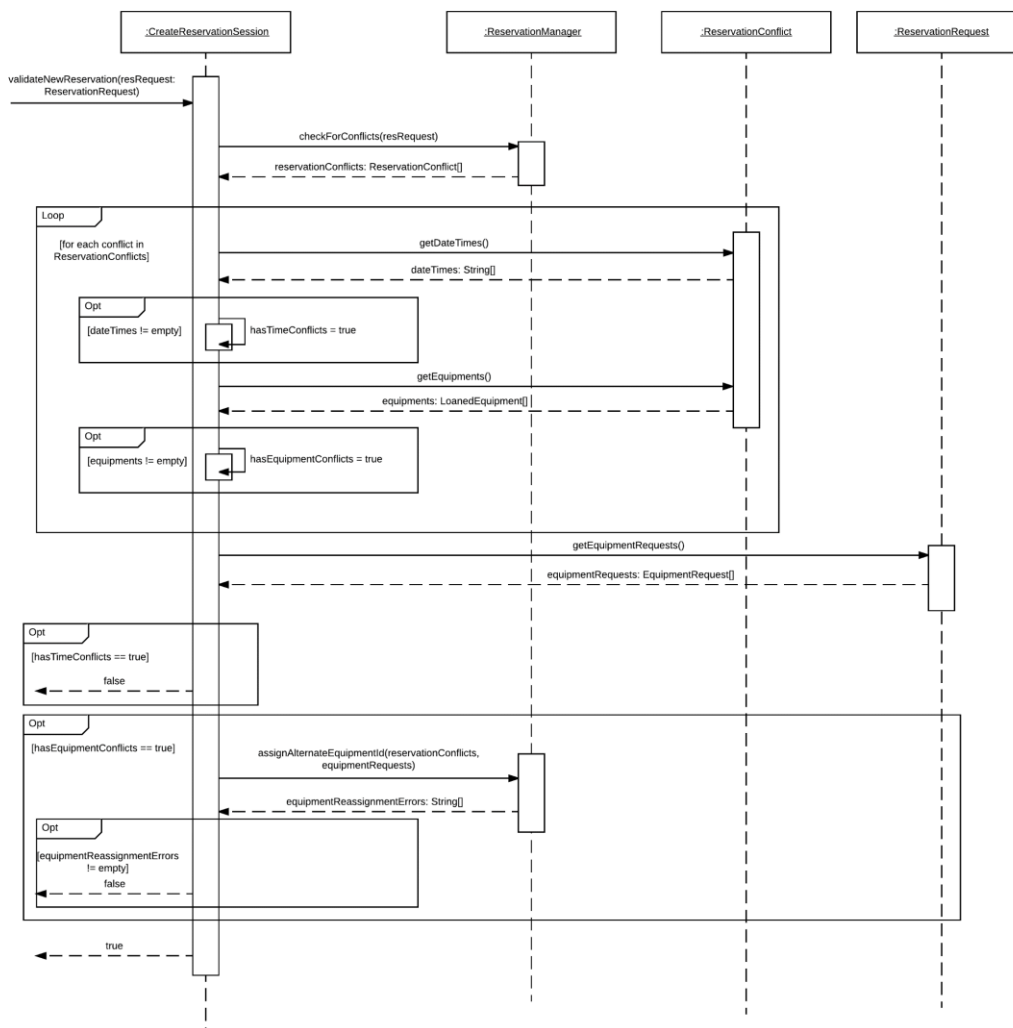 :CreateReservationSession
:ReservationManager
:ReservationConflict
:ReservationRequest
validateNewReservation(resRequest:
ReservationRequest)
checkForConflicts(resRequest)
reservationConflicts: ReservationConflict[]
Loop
[for each conflict in
ReservationConflicts]
getDateTimes()
dateTimes: String[]
Opt
[dateTimes != empty]
hasTimeConflicts = true
getEquipments()
equipments: LoanedEquipment[]
Opt
[equipments != empty]
hasEquipmentConflicts = true
getEquipmentRequests()
equipmentRequests: EquipmentRequest[]
Opt
[hasTimeConflicts == true]
false
Opt
[hasEquipmentConflicts == true]
assignAlternateEquipmentId(reservationConflicts,
equipmentRequests)
equipmentReassignmentErrors: String[]
Opt
[equipmentReassignmentErrors
!= empty]
false
true